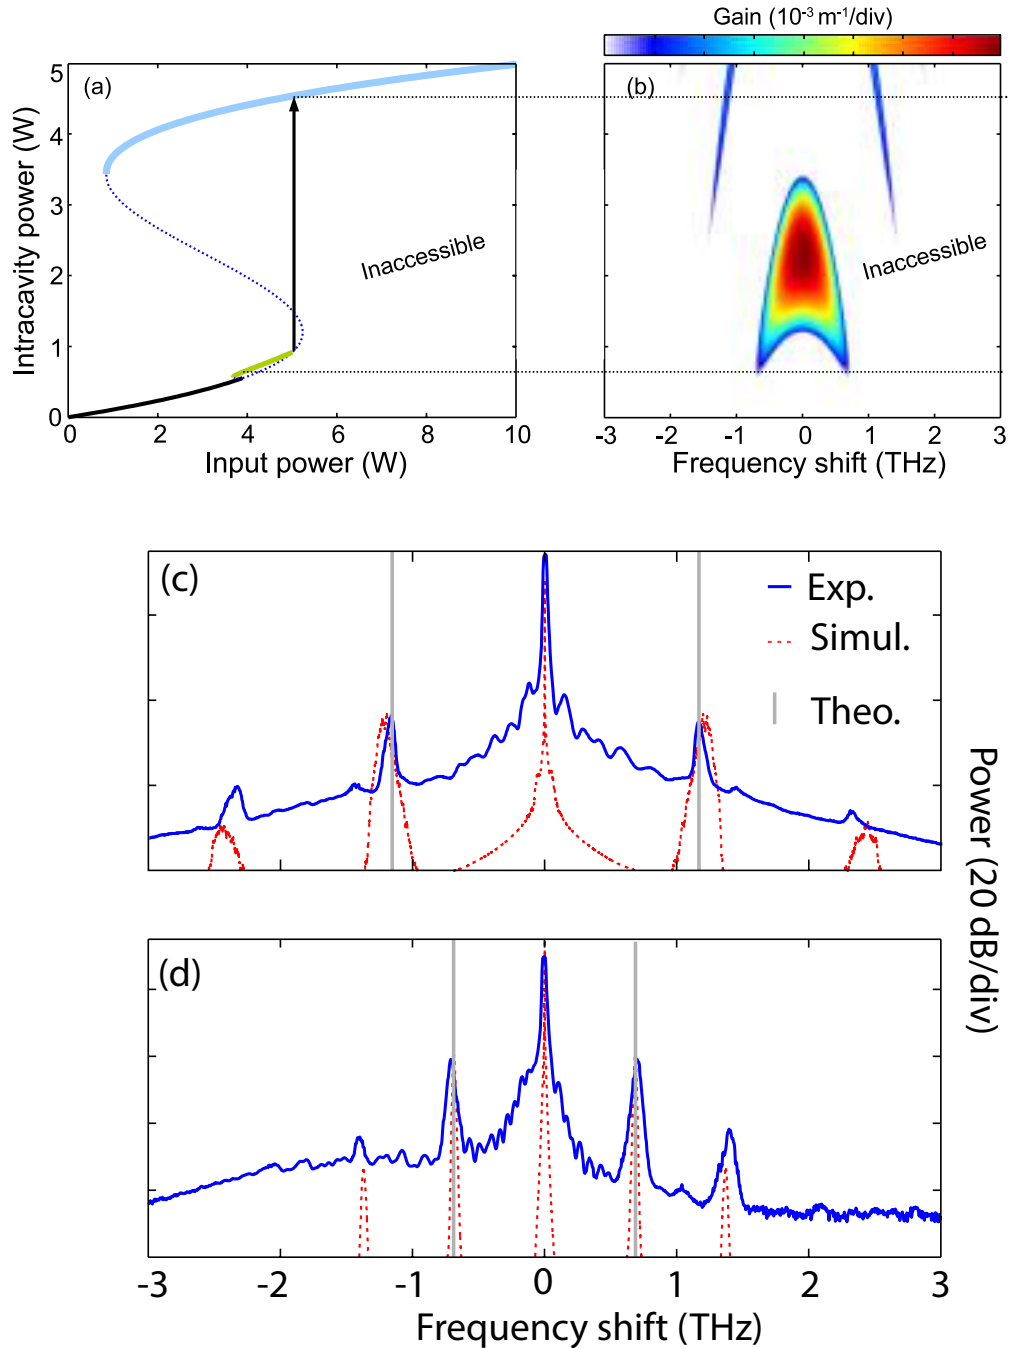 Gain (10⁻³ m⁻¹/div)
(a)
(b)
5
4
3
2
1
0
Intracavity power (W)
Inaccessible
Inaccessible
0 2 4 6 8 10
Input power (W)
-3 -2 -1 0 1 2 3
Frequency shift (THz)
(c)
Exp.
Simul.
Theo.
Power (20 dB/div)
(d)
-3 -2 -1 0 1 2 3
Frequency shift (THz)